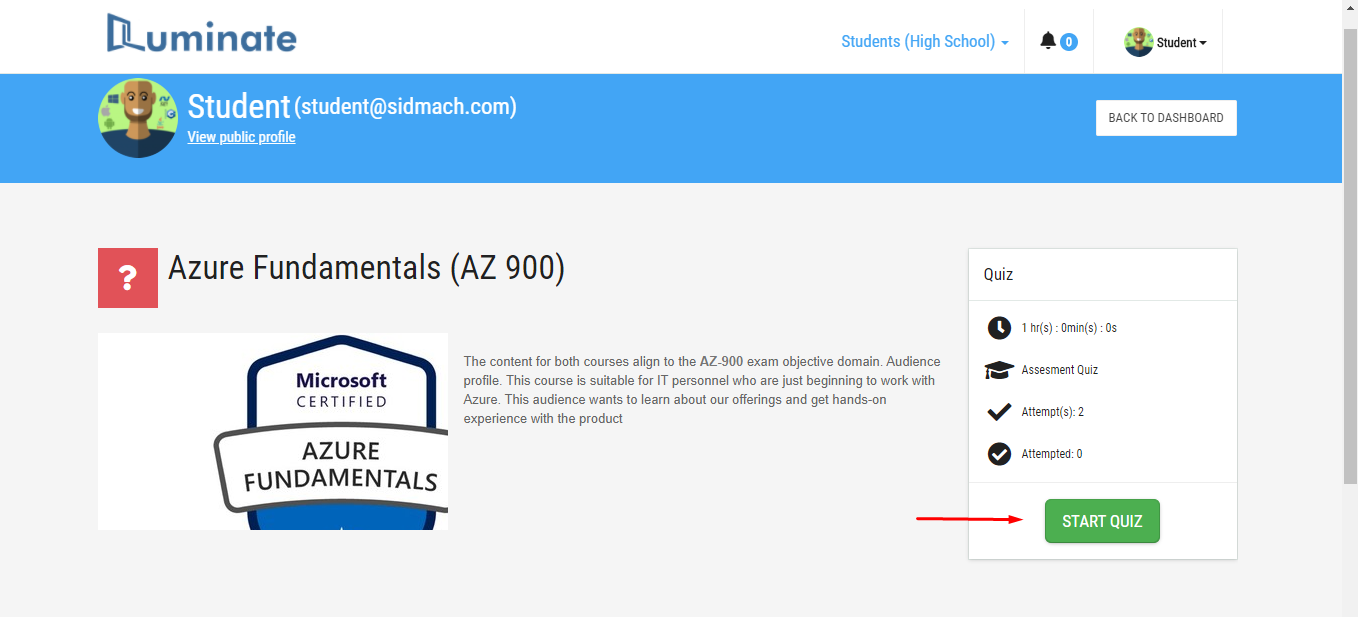 Luminate
Students (High School)
0
Student
Student (student@sidmach.com)
View public profile
BACK TO DASHBOARD
?
Azure Fundamentals (AZ 900)
Microsoft
CERTIFIED
AZURE
FUNDAMENTALS
The content for both courses align to the AZ-900 exam objective domain. Audience
profile. This course is suitable for IT personnel who are just beginning to work with
Azure. This audience wants to learn about our offerings and get hands-on
experience with the product
Quiz
1 hr(s) : 0min(s) : 0s
Assesment Quiz
Attempt(s): 2
Attempted: 0
START QUIZ